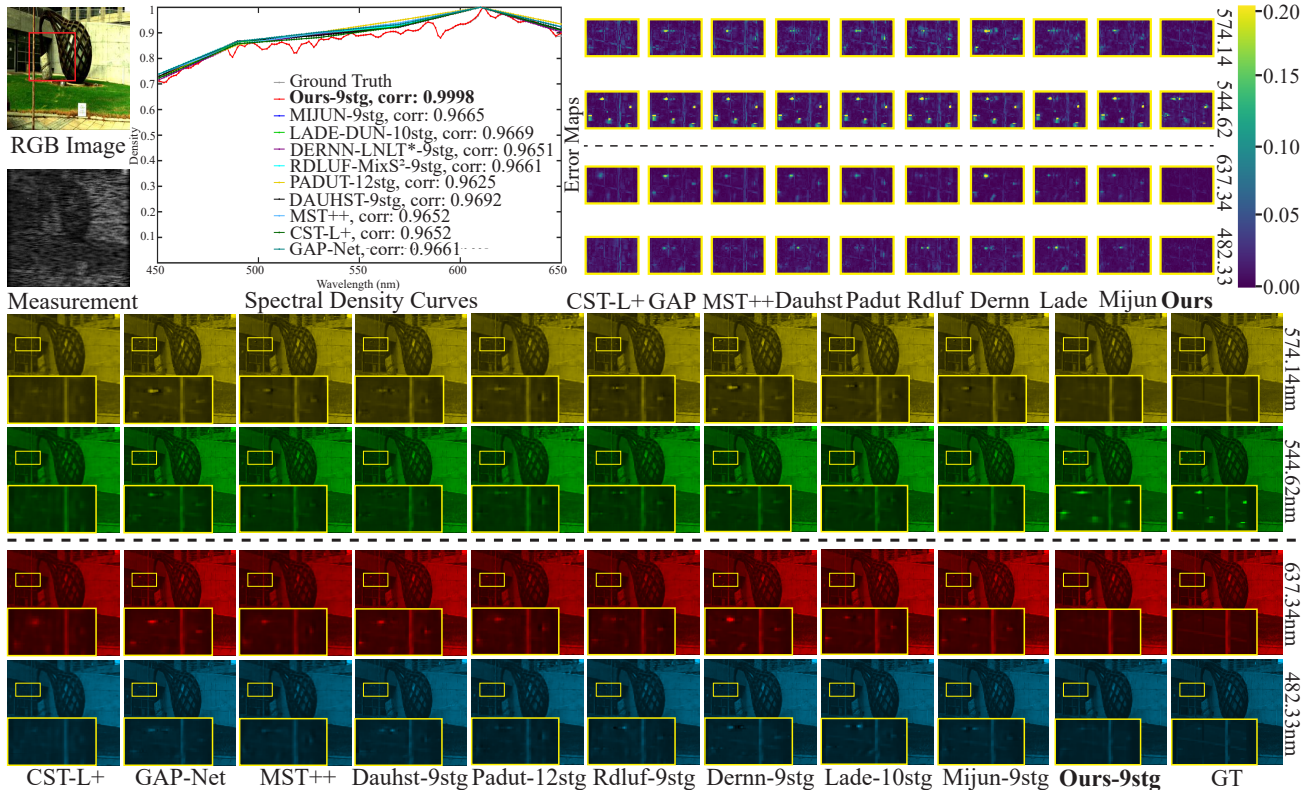 RGB Image
Measurement
Density
1
0.9
0.8
0.7
0.6
0.5
0.4
0.3
0.2
0.1
Ground Truth
Ours-9stg, corr: 0.9998
MIJUN-9stg, corr: 0.9665
LADE-DUN-10stg, corr: 0.9669
DERNN-LNLT*-9stg, corr: 0.9651
RDLUF-MixS²-9stg, corr: 0.9661
PADUT-12stg, corr: 0.9625
DAUHST-9stg, corr: 0.9692
MST++, corr: 0.9652
CST-L+, corr: 0.9652
GAP-Net, corr: 0.9661
450 500 550 600 650
Wavelength (nm)
Spectral Density Curves
Error Maps
574.14
544.62
637.34
482.33
0.20
0.15
0.10
0.05
0.00
CST-L+ GAP MST++ Dauhst Padut Rdluf Dernn Lade Mijun Ours
574.14nm
544.62nm
637.34nm
482.33nm
CST-L+ GAP-Net MST++ Dauhst-9stg Padut-12stg Rdluf-9stg Dernn-9stg Lade-10stg Mijun-9stg Ours-9stg GT